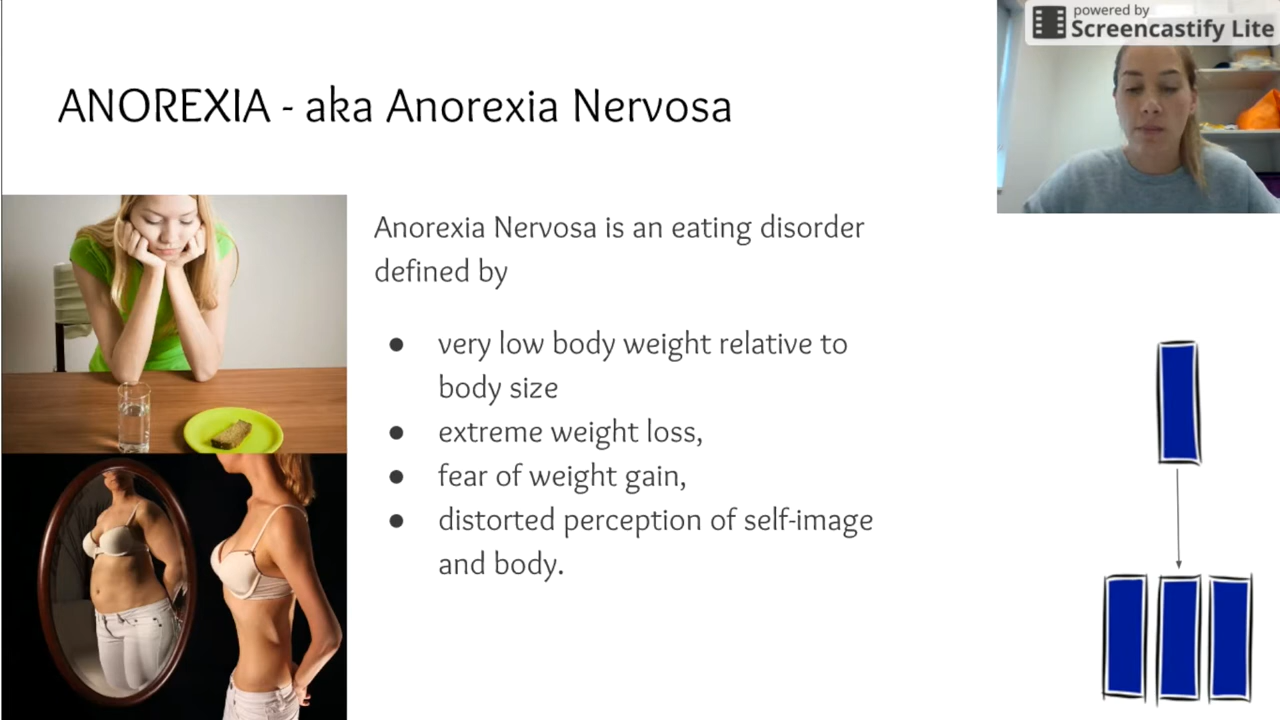 powered by
Screencastify Lite
ANOREXIA - aka Anorexia Nervosa
Anorexia Nervosa is an eating disorder
defined by
● very low body weight relative to
body size
● extreme weight loss,
● fear of weight gain,
● distorted perception of self-image
and body.